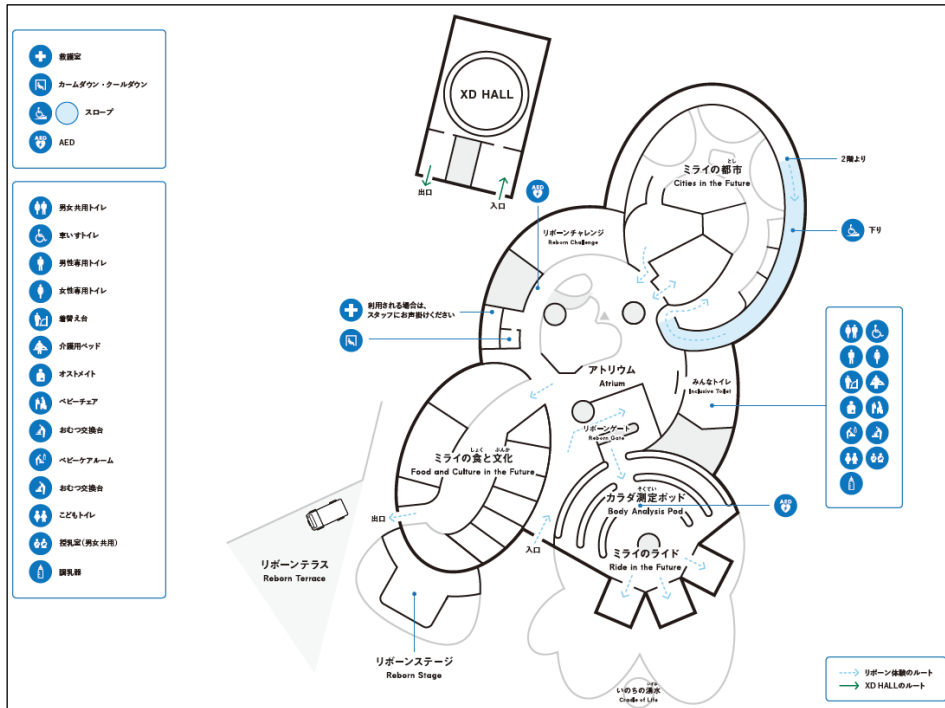 救護室
カームダウン・クールダウン
スロープ
AED
AED
男女共用トイレ
車いすトイレ
男性専用トイレ
女性専用トイレ
着替え台
介護用ベッド
オストメイト
ベビーチェア
おむつ交換台
ベビーケアルーム
おむつ交換台
こどもトイレ
授乳室(男女共用)
調乳器
XD HALL
出口
入口
AED
とし
ミライの都市
Cities in the Future
2階より
下り
リボーンチャレンジ
Reborn Challenge
利用される場合は、
スタッフにお声掛けください
アトリウム
Atrium
みんなトイレ
Inclusive Toilet
リボーンゲート
Reborn Gate
しょく ぶんか
ミライの食と文化
Food and Culture in the Future
そくてい
カラダ測定ポッド
Body Analysis Pod
AED
出口
入口
ミライのライド
Ride in the Future
リボーンテラス
Reborn Terrace
リボーンステージ
Reborn Stage
いのちの湧水
Cradle of Life
リボーン体験のルート
XD HALLのルート